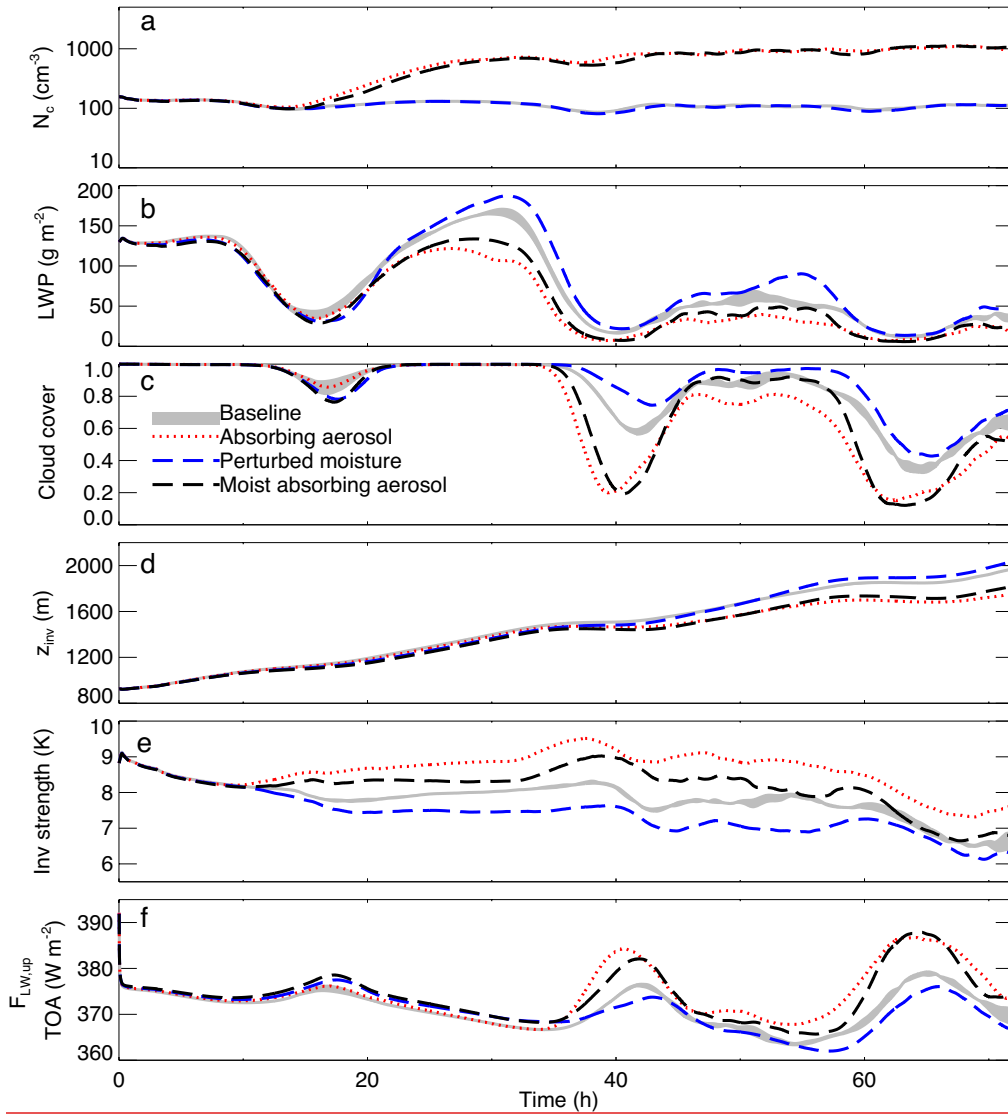 a
1000
100
10
N_c (cm^-3)
b
200
150
100
50
0
LWP (g m^-2)
c
1.0
0.8
0.6
0.4
0.2
0.0
Cloud cover
Baseline
Absorbing aerosol
Perturbed moisture
Moist absorbing aerosol
d
2000
1600
1200
800
z_inv (m)
e
10
9
8
7
6
Inv strength (K)
f
390
380
370
360
F_LW,up
TOA (W m^-2)
0
20
40
60
Time (h)